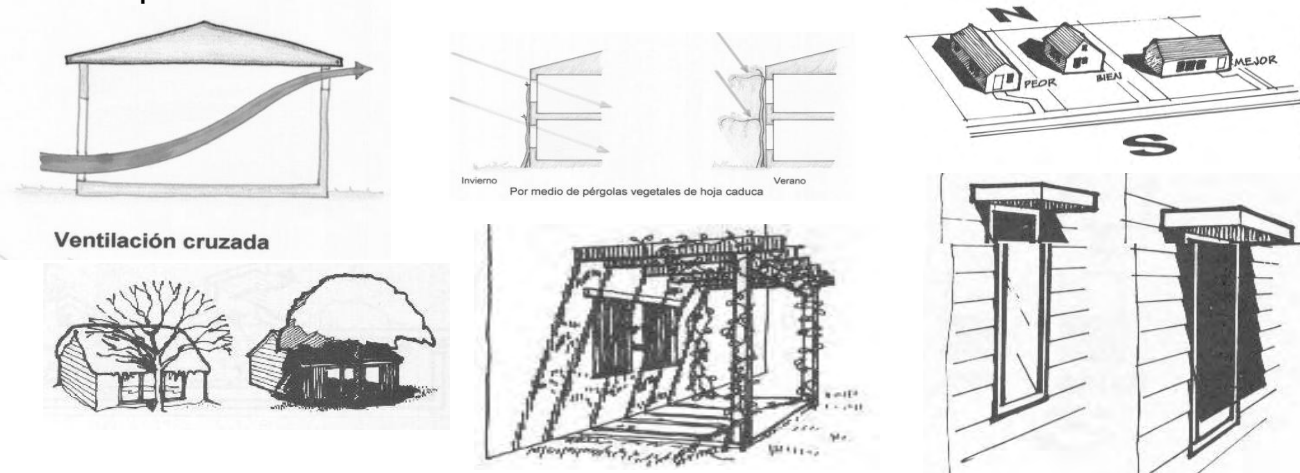 Ventilación cruzada
Invierno
Verano
Por medio de pérgolas vegetales de hoja caduca
N
PEOR
BIEN
MEJOR
S